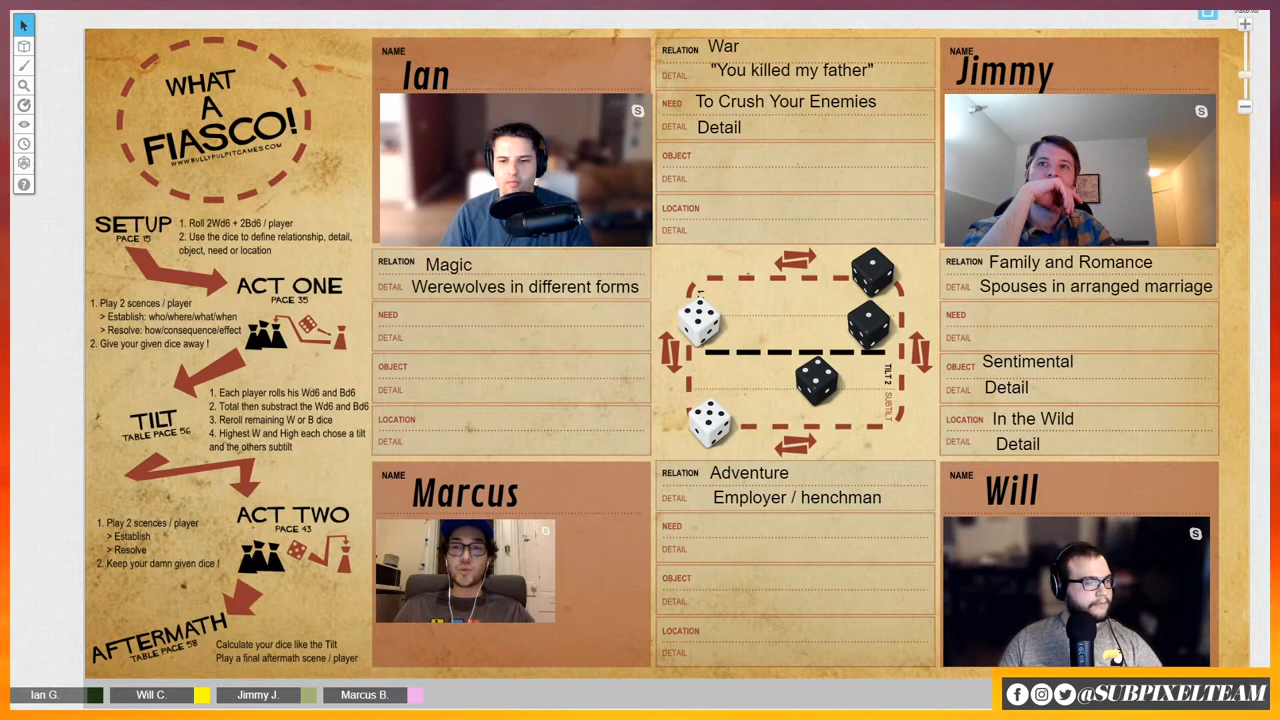 WHAT
A
FIASCO!
WWW.BULLYPULPITGAMES.COM
SETUP
PAGE 15
1. Roll 2Wd6 + 2Bd6 / player
2. Use the dice to define relationship, detail,
object, need or location
ACT ONE
PAGE 35
1. Play 2 scences / player
> Establish: who/where/what/when
> Resolve: how/consequence/effect
2. Give your given dice away !
TILT
TABLE PAGE 56
1. Each player rolls his Wd6 and Bd6
2. Total then substract the Wd6 and Bd6
3. Reroll remaining W or B dice
4. Highest W and High each chose a tilt
and the others subtilt
ACT TWO
PAGE 43
1. Play 2 scences / player
> Establish
> Resolve
2. Keep your damn given dice !
AFTERMATH
TABLE PAGE 58
Calculate your dice like the Tilt
Play a final aftermath scene / player
NAME
Ian
RELATION War
DETAIL "You killed my father"
NEED To Crush Your Enemies
DETAIL Detail
OBJECT
DETAIL
LOCATION
DETAIL
NAME
Jimmy
RELATION Magic
DETAIL Werewolves in different forms
NEED
DETAIL
OBJECT
DETAIL
LOCATION
DETAIL
TILT 2
SUBTILT
RELATION Family and Romance
DETAIL Spouses in arranged marriage
NEED
DETAIL
OBJECT Sentimental
DETAIL Detail
LOCATION In the Wild
DETAIL Detail
NAME
Marcus
RELATION Adventure
DETAIL Employer / henchman
NEED
DETAIL
OBJECT
DETAIL
LOCATION
DETAIL
NAME
Will
Ian G.
Will C.
Jimmy J.
Marcus B.
@SUBPIXELTEAM